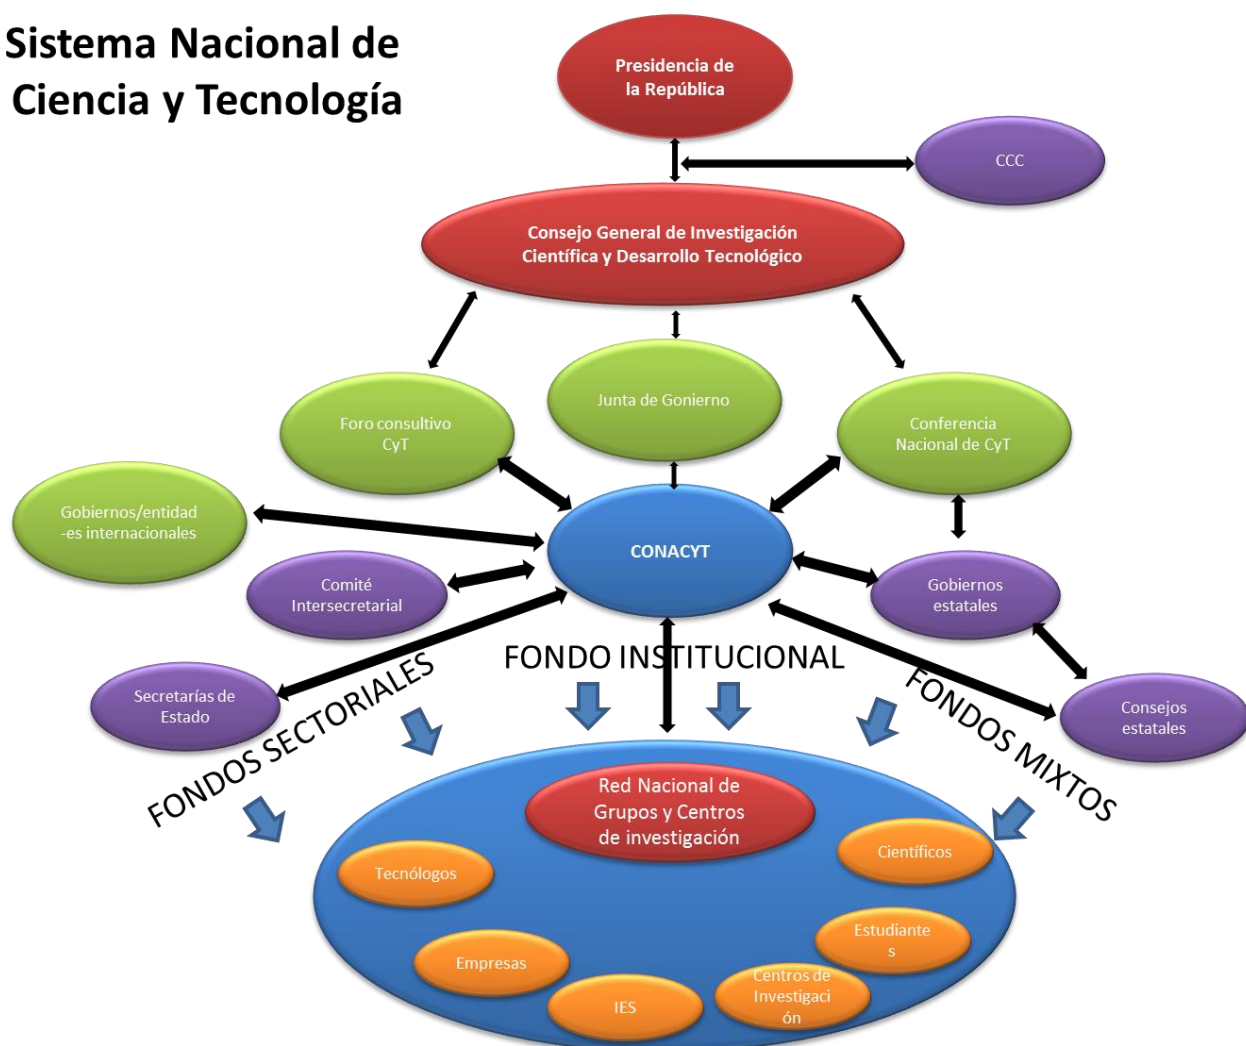 Sistema Nacional de
Ciencia y Tecnología
Presidencia de
la República
CCC
Consejo General de Investigación
Científica y Desarrollo Tecnológico
Junta de Gonierno
Foro consultivo
CyT
Conferencia
Nacional de CyT
Gobiernos/entidad
-es internacionales
CONACYT
Comité
Intersecretarial
Gobiernos
estatales
FONDO INSTITUCIONAL
Secretarías de
Estado
Consejos
estatales
FONDOS SECTORIALES
FONDOS MIXTOS
Red Nacional de
Grupos y Centros
de investigación
Tecnólogos
Científicos
Empresas
Estudiante
s
IES
Centros de
Investigaci
ón